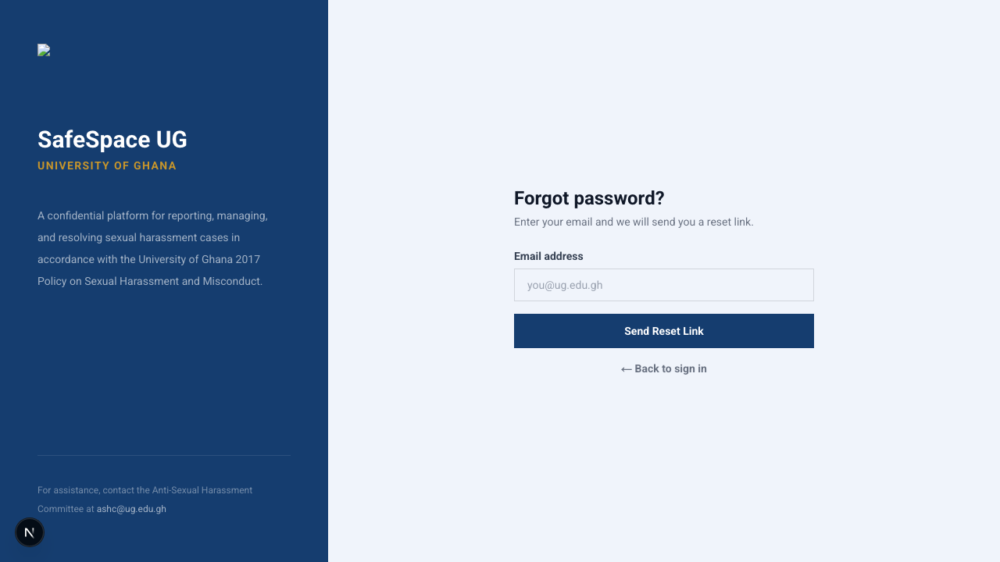 SafeSpace UG
UNIVERSITY OF GHANA
A confidential platform for reporting, managing,
and resolving sexual harassment cases in
accordance with the University of Ghana 2017
Policy on Sexual Harassment and Misconduct.
For assistance, contact the Anti-Sexual Harassment
Committee at ashc@ug.edu.gh
N
Forgot password?
Enter your email and we will send you a reset link.
Email address
you@ug.edu.gh
Send Reset Link
← Back to sign in